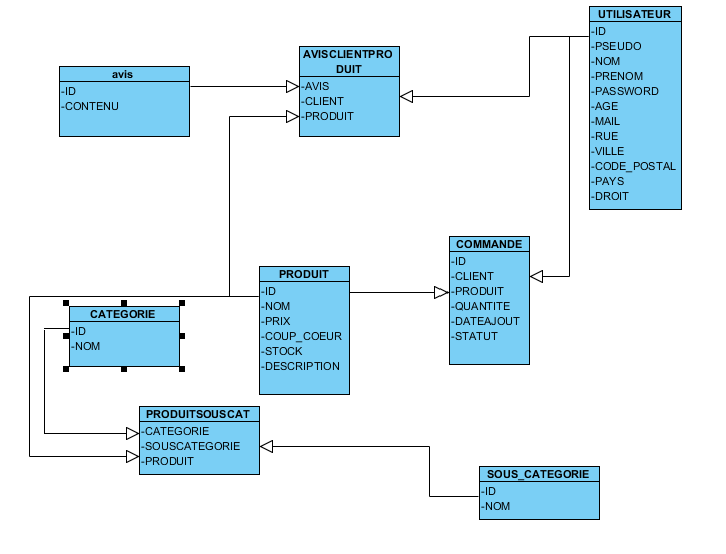 UTILISATEUR
-ID
-PSEUDO
-NOM
-PRENOM
-PASSWORD
-AGE
-MAIL
-RUE
-VILLE
-CODE_POSTAL
-PAYS
-DROIT
AVISCLIENTPRO
DUIT
-AVIS
-CLIENT
-PRODUIT
avis
-ID
-CONTENU
COMMANDE
-ID
-CLIENT
-PRODUIT
-QUANTITE
-DATEAJOUT
-STATUT
PRODUIT
-ID
-NOM
-PRIX
-COUP_COEUR
-STOCK
-DESCRIPTION
CATEGORIE
-ID
-NOM
PRODUITSOUSCAT
-CATEGORIE
-SOUSCATEGORIE
-PRODUIT
SOUS_CATEGORIE
-ID
-NOM